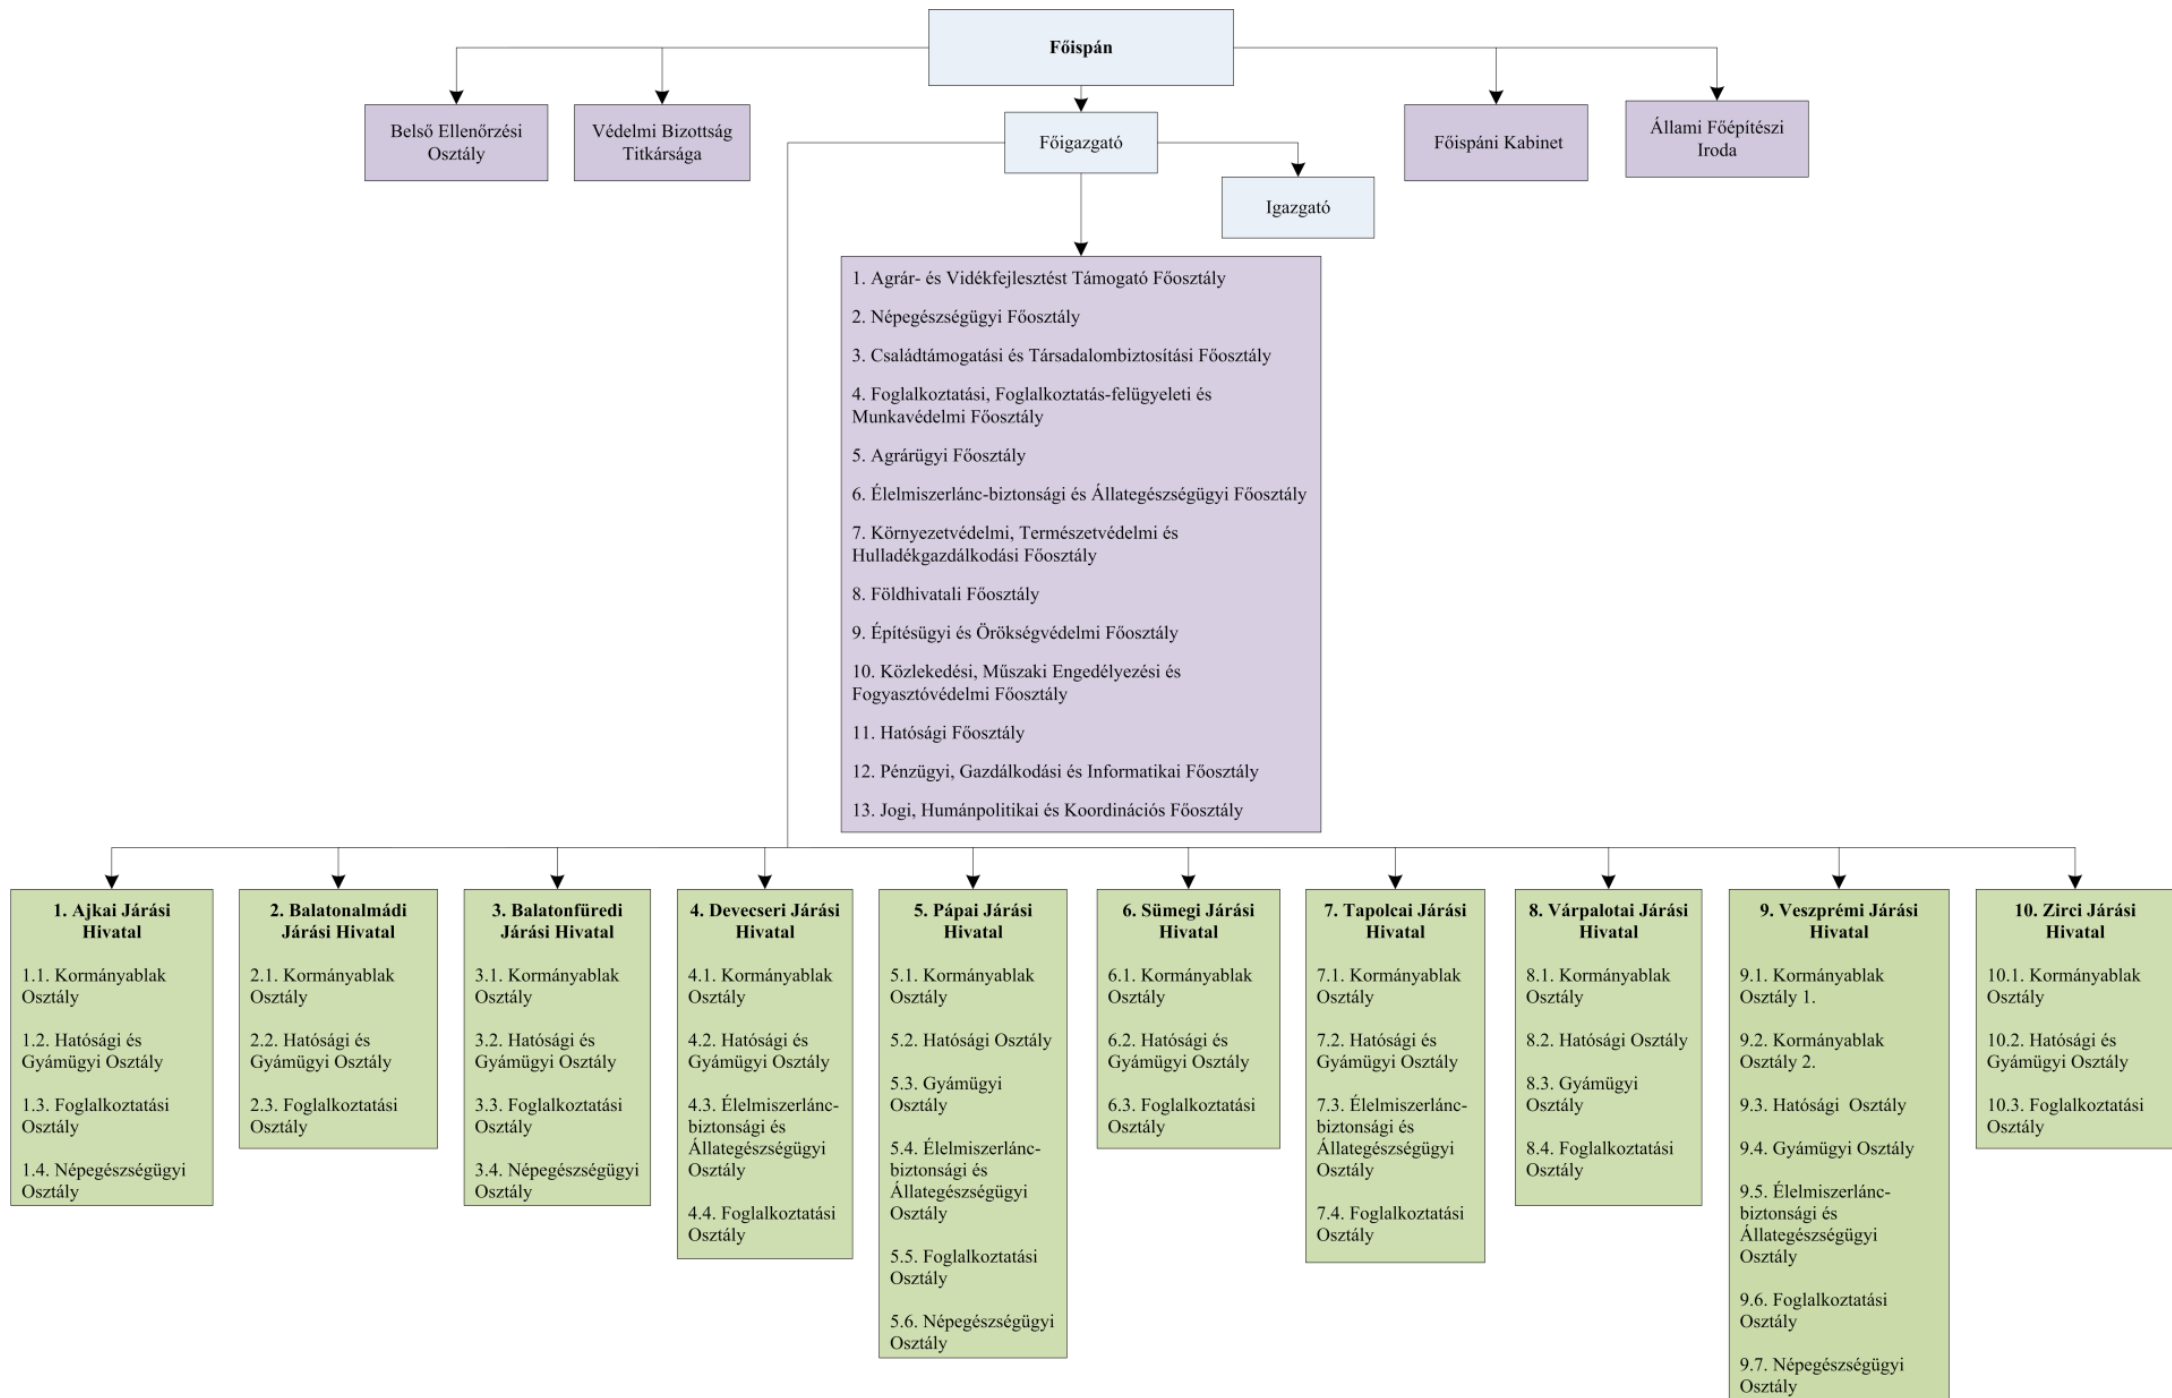 Főispán
Belső Ellenőrzési
Osztály
Védelmi Bizottság
Titkársága
Főigazgató
Főispáni Kabinet
Állami Főépítészi
Iroda
Igazgató
1. Agrár- és Vidékfejlesztést Támogató Főosztály
2. Népegészségügyi Főosztály
3. Családtámogatási és Társadalombiztosítási Főosztály
4. Foglalkoztatási, Foglalkoztatás-felügyeleti és
Munkavédelmi Főosztály
5. Agrárügyi Főosztály
6. Élelmiszerlánc-biztonsági és Állategészségügyi Főosztály
7. Környezetvédelmi, Természetvédelmi és
Hulladékgazdálkodási Főosztály
8. Földhivatali Főosztály
9. Építésügyi és Örökségvédelmi Főosztály
10. Közlekedési, Műszaki Engedélyezési és
Fogyasztóvédelmi Főosztály
11. Hatósági Főosztály
12. Pénzügyi, Gazdálkodási és Informatikai Főosztály
13. Jogi, Humánpolitikai és Koordinációs Főosztály
1. Ajkai Járási
Hivatal
1.1. Kormányablak
Osztály
1.2. Hatósági és
Gyámügyi Osztály
1.3. Foglalkoztatási
Osztály
1.4. Népegészségügyi
Osztály
2. Balatonalmádi
Járási Hivatal
2.1. Kormányablak
Osztály
2.2. Hatósági és
Gyámügyi Osztály
2.3. Foglalkoztatási
Osztály
3. Balatonfüredi
Járási Hivatal
3.1. Kormányablak
Osztály
3.2. Hatósági és
Gyámügyi Osztály
3.3. Foglalkoztatási
Osztály
3.4. Népegészségügyi
Osztály
4. Devecseri Járási
Hivatal
4.1. Kormányablak
Osztály
4.2. Hatósági és
Gyámügyi Osztály
4.3. Élelmiszerlánc-
biztonsági és
Állategészségügyi
Osztály
4.4. Foglalkoztatási
Osztály
5. Pápai Járási
Hivatal
5.1. Kormányablak
Osztály
5.2. Hatósági Osztály
5.3. Gyámügyi
Osztály
5.4. Élelmiszerlánc-
biztonsági és
Állategészségügyi
Osztály
5.5. Foglalkoztatási
Osztály
5.6. Népegészségügyi
Osztály
6. Sümegi Járási
Hivatal
6.1. Kormányablak
Osztály
6.2. Hatósági és
Gyámügyi Osztály
6.3. Foglalkoztatási
Osztály
7. Tapolcai Járási
Hivatal
7.1. Kormányablak
Osztály
7.2. Hatósági és
Gyámügyi Osztály
7.3. Élelmiszerlánc-
biztonsági és
Állategészségügyi
Osztály
7.4. Foglalkoztatási
Osztály
8. Várpalotai Járási
Hivatal
8.1. Kormányablak
Osztály
8.2. Hatósági Osztály
8.3. Gyámügyi
Osztály
8.4. Foglalkoztatási
Osztály
9. Veszprémi Járási
Hivatal
9.1. Kormányablak
Osztály 1.
9.2. Kormányablak
Osztály 2.
9.3. Hatósági  Osztály
9.4. Gyámügyi Osztály
9.5. Élelmiszerlánc-
biztonsági és
Állategészségügyi
Osztály
9.6. Foglalkoztatási
Osztály
9.7. Népegészségügyi
Osztály
10. Zirci Járási
Hivatal
10.1. Kormányablak
Osztály
10.2. Hatósági és
Gyámügyi Osztály
10.3. Foglalkoztatási
Osztály